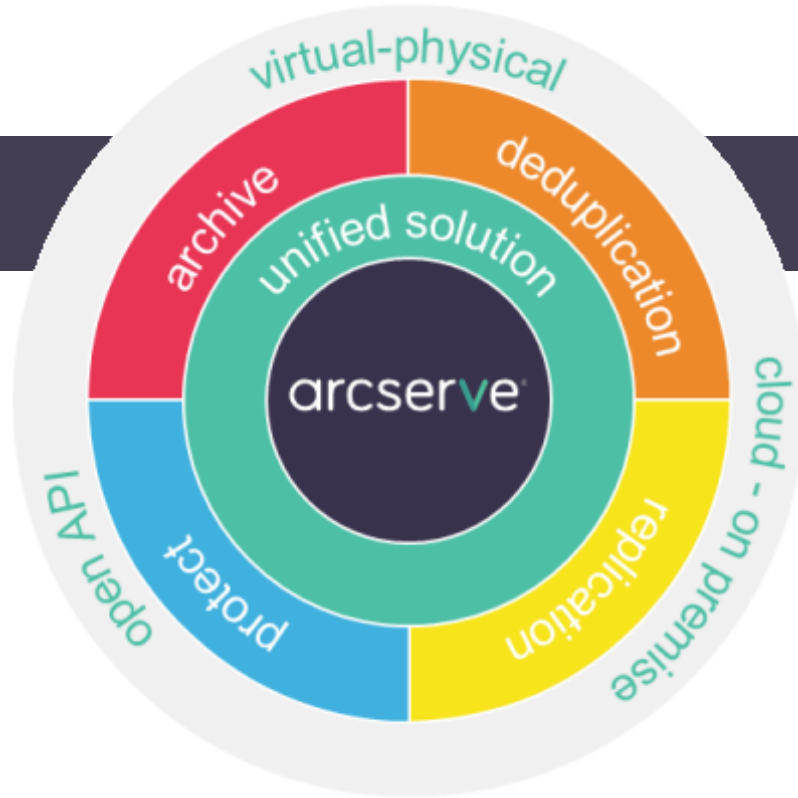 virtual-physical
archive
deduplication
unified solution
arcserve
open API
protect
replication
cloud - on premise